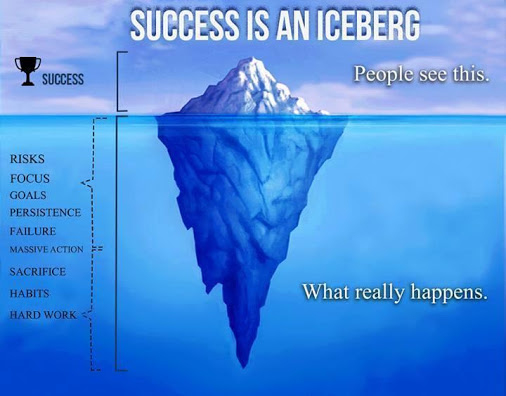 SUCCESS IS AN ICEBERG
SUCCESS
People see this.
RISKS
FOCUS
GOALS
PERSISTENCE
FAILURE
MASSIVE ACTION
SACRIFICE
HABITS
HARD WORK
What really happens.